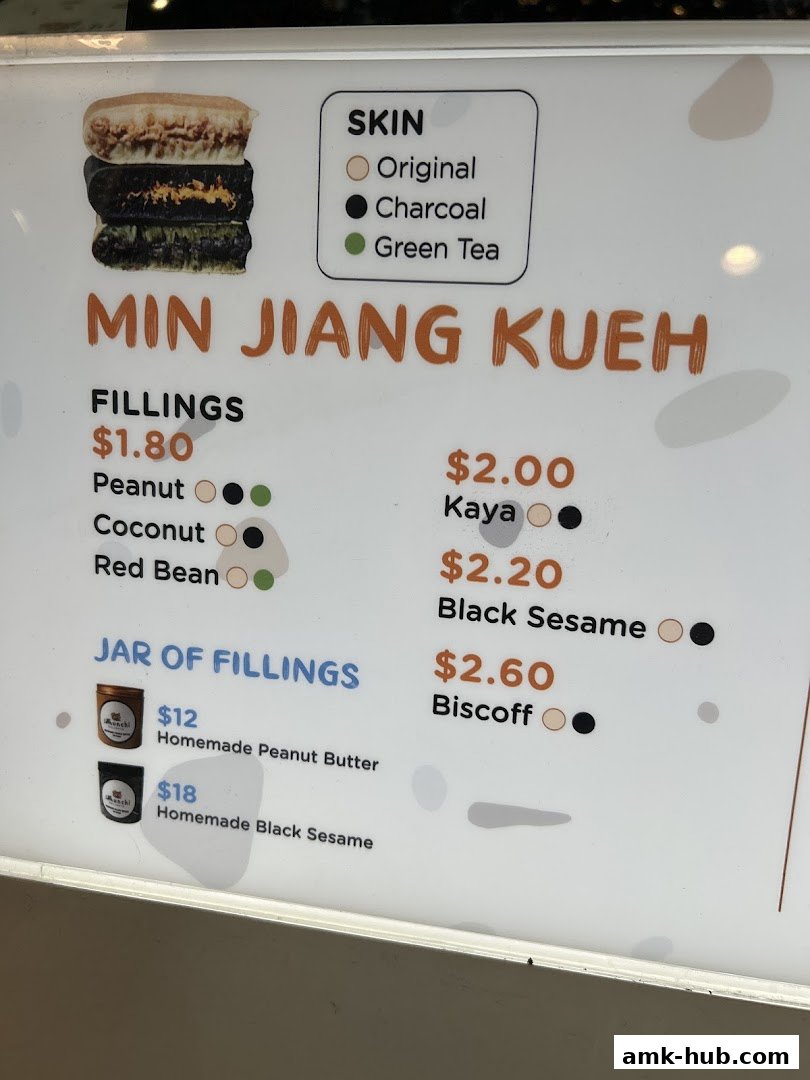 SKIN
Original
Charcoal
Green Tea
MIN JIANG KUEH
FILLINGS
$1.80
Peanut
Coconut
Red Bean
$2.00
Kaya
$2.20
Black Sesame
$2.60
Biscoff
JAR OF FILLINGS
$12
Homemade Peanut Butter
$18
Homemade Black Sesame
amk-hub.com